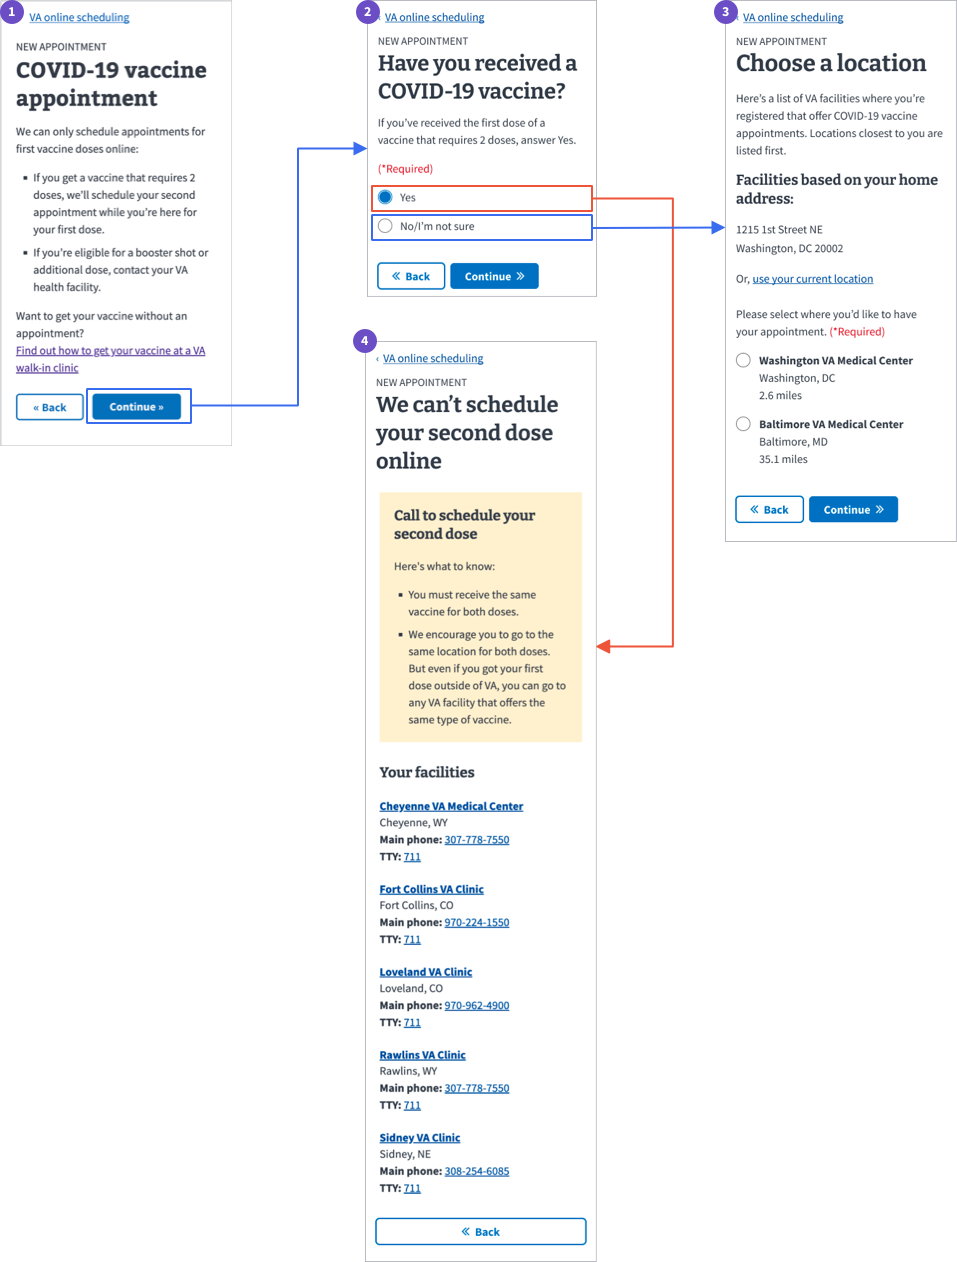 1
VA online scheduling
NEW APPOINTMENT
COVID-19 vaccine
appointment
We can only schedule appointments for
first vaccine doses online:
▪ If you get a vaccine that requires 2
doses, we'll schedule your second
appointment while you're here for
your first dose.
▪ If you're eligible for a booster shot or
additional dose, contact your VA
health facility.
Want to get your vaccine without an
appointment?
Find out how to get your vaccine at a VA
walk-in clinic
« Back
Continue »
2
VA online scheduling
NEW APPOINTMENT
Have you received a
COVID-19 vaccine?
If you've received the first dose of a
vaccine that requires 2 doses, answer Yes.
(*Required)
Yes
No/I'm not sure
« Back
Continue »
3
VA online scheduling
NEW APPOINTMENT
Choose a location
Here's a list of VA facilities where you're
registered that offer COVID-19 vaccine
appointments. Locations closest to you are
listed first.
Facilities based on your home
address:
1215 1st Street NE
Washington, DC 20002
Or, use your current location
Please select where you'd like to have
your appointment. (*Required)
Washington VA Medical Center
Washington, DC
2.6 miles
Baltimore VA Medical Center
Baltimore, MD
35.1 miles
« Back
Continue »
4
‹ VA online scheduling
NEW APPOINTMENT
We can't schedule
your second dose
online
Call to schedule your
second dose
Here's what to know:
▪ You must receive the same
vaccine for both doses.
▪ We encourage you to go to the
same location for both doses.
But even if you got your first
dose outside of VA, you can go to
any VA facility that offers the
same type of vaccine.
Your facilities
Cheyenne VA Medical Center
Cheyenne, WY
Main phone: 307-778-7550
TTY: 711
Fort Collins VA Clinic
Fort Collins, CO
Main phone: 970-224-1550
TTY: 711
Loveland VA Clinic
Loveland, CO
Main phone: 970-962-4900
TTY: 711
Rawlins VA Clinic
Rawlins, WY
Main phone: 307-778-7550
TTY: 711
Sidney VA Clinic
Sidney, NE
Main phone: 308-254-6085
TTY: 711
« Back